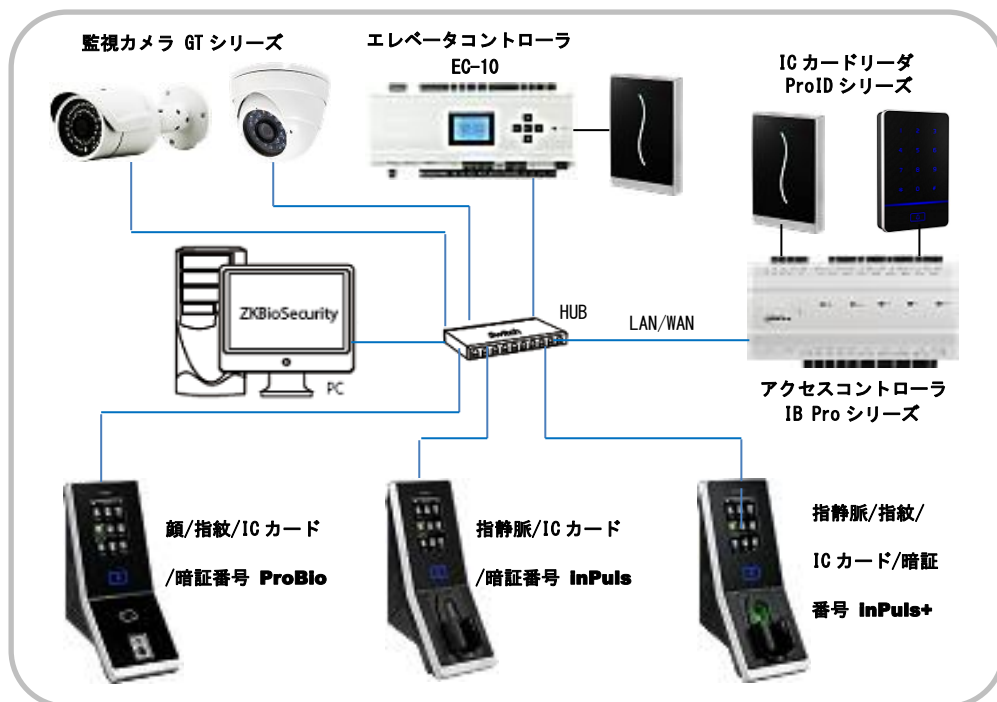 監視カメラ GT シリーズ
エレベータコントローラ
EC-10
IC カードリーダ
ProID シリーズ
ZKBioSecurity
PC
Switch
HUB
LAN/WAN
アクセスコントローラ
IB Pro シリーズ
顔/指紋/IC カード
/暗証番号 ProBio
指静脈/IC カード
/暗証番号 inPuls
指静脈/指紋/
IC カード/暗証
番号 inPuls+